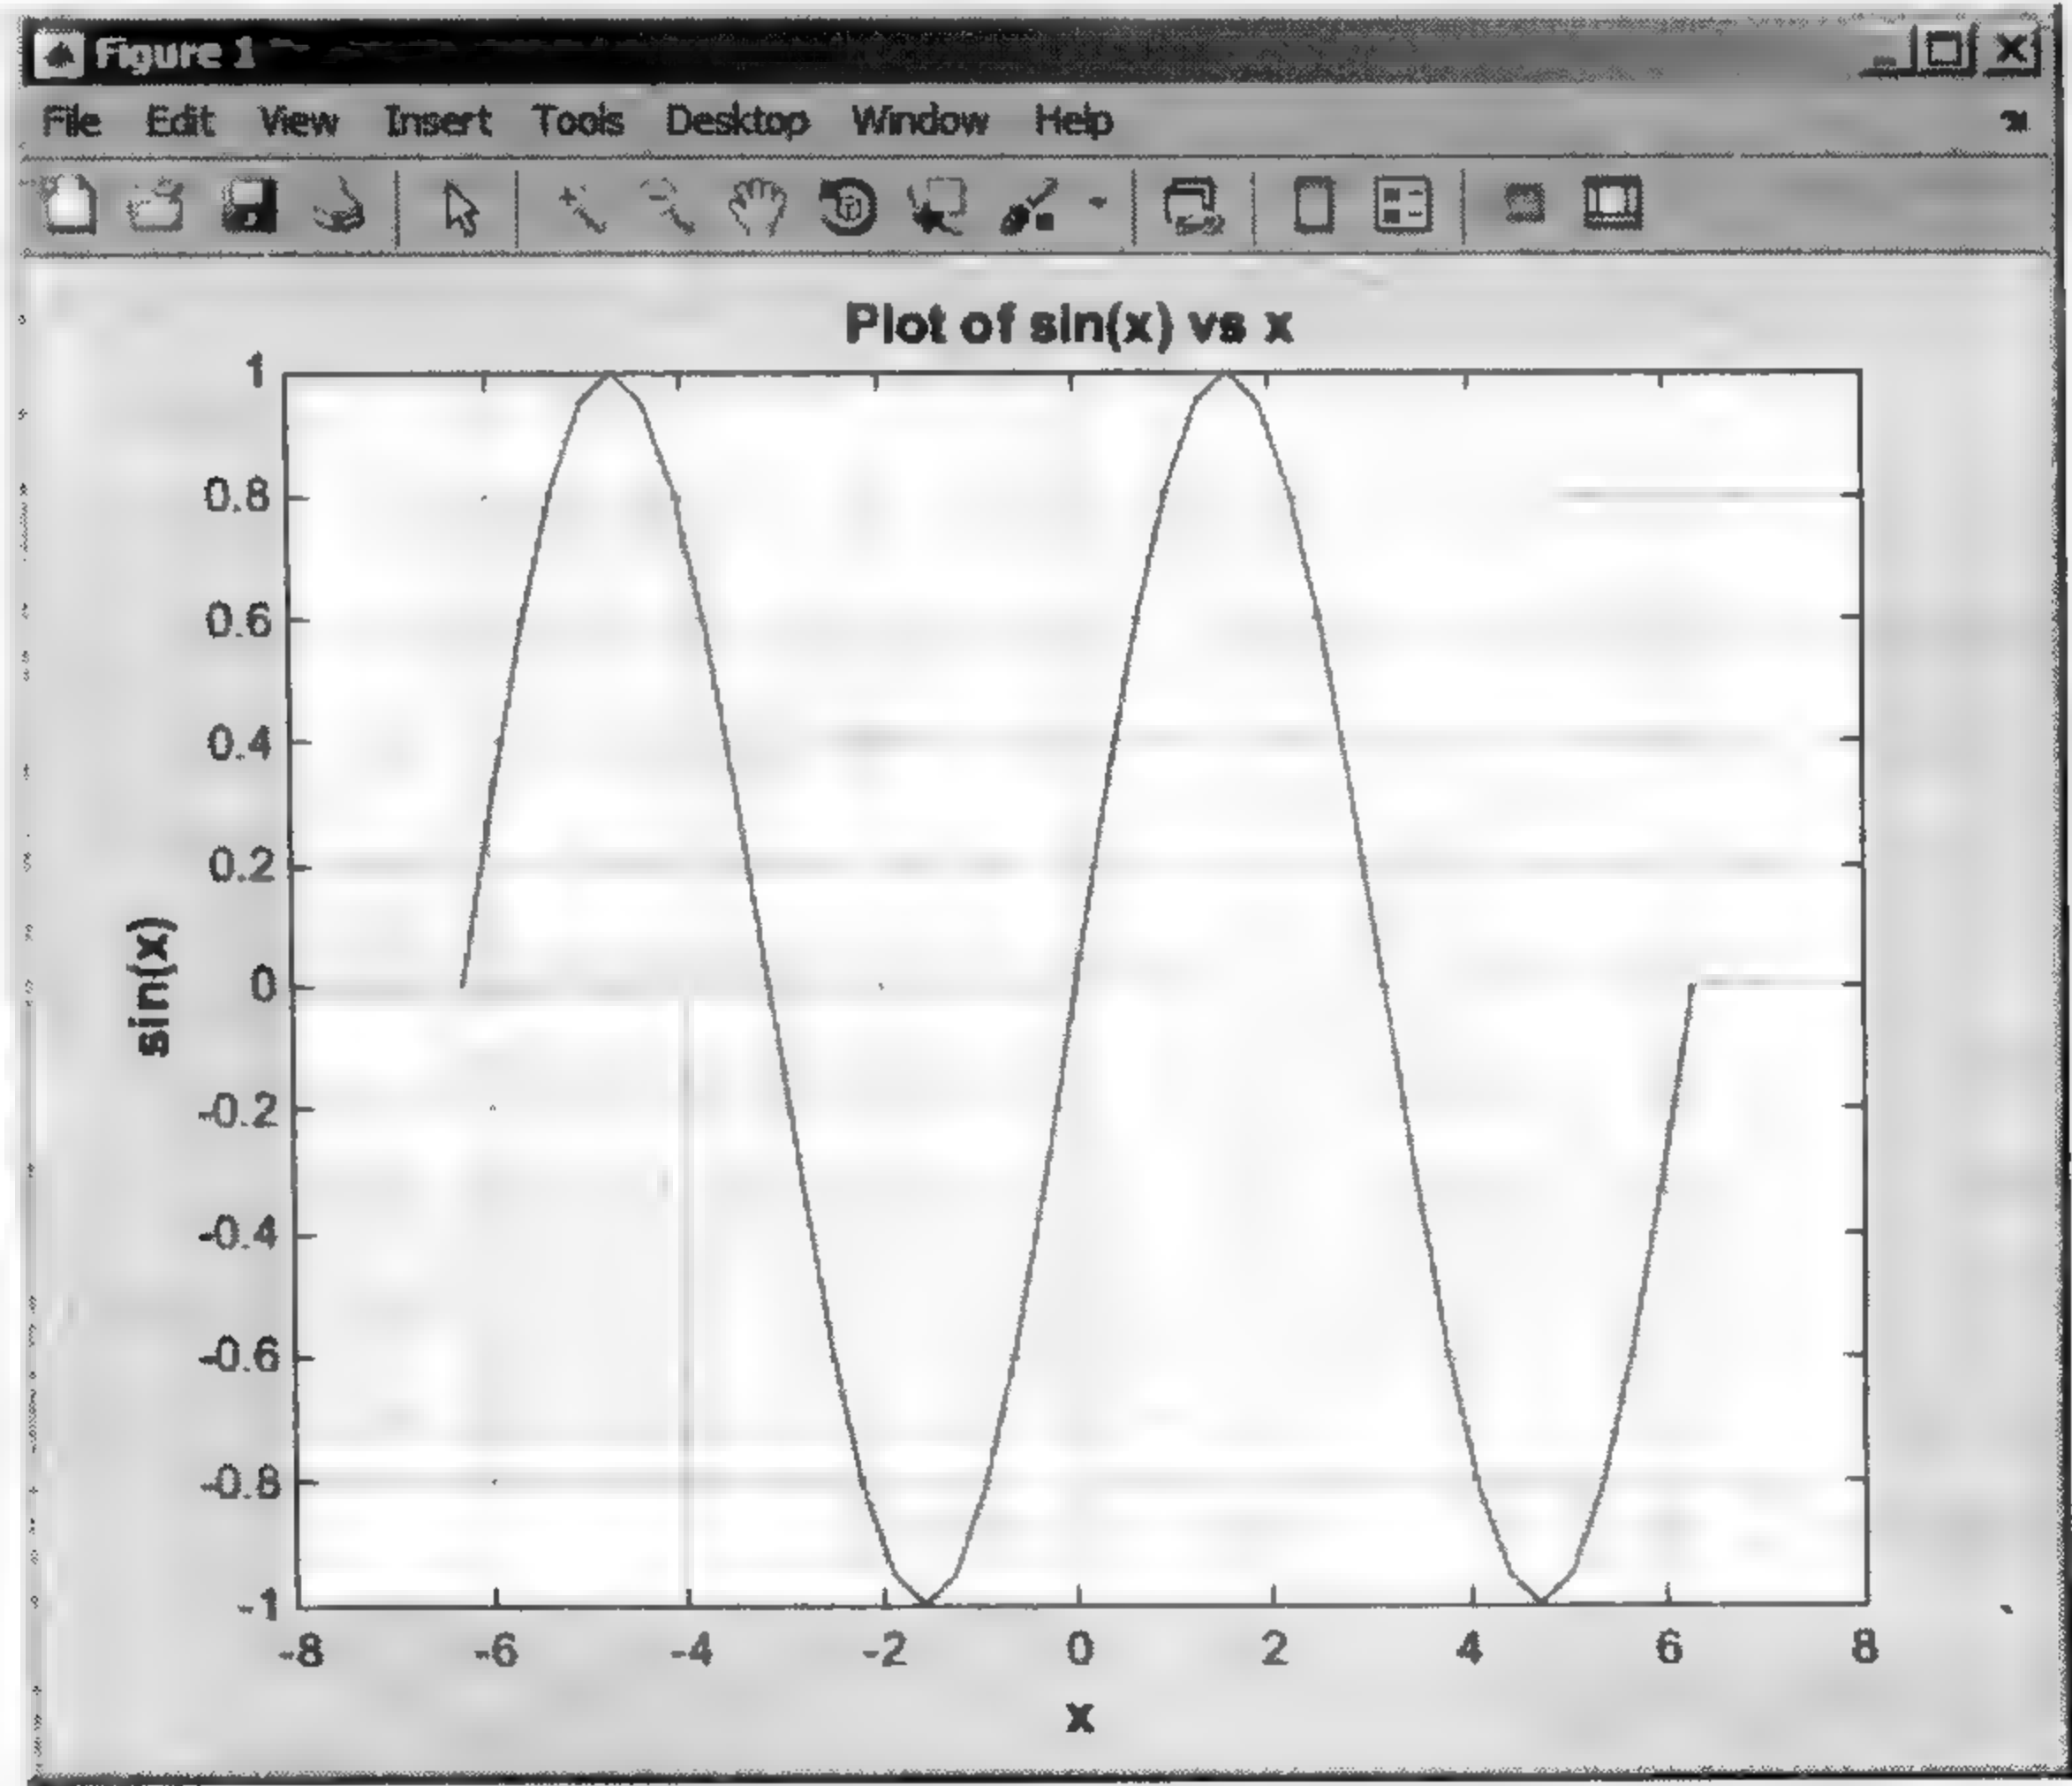 Figure 1
File Edit View Insert Tools Desktop Window Help
Plot of sin(x) vs x
1
0.8
0.6
0.4
0.2
0
-0.2
-0.4
-0.6
-0.8
-1
sin(x)
-8 -6 -4 -2 0 2 4 6 8
x